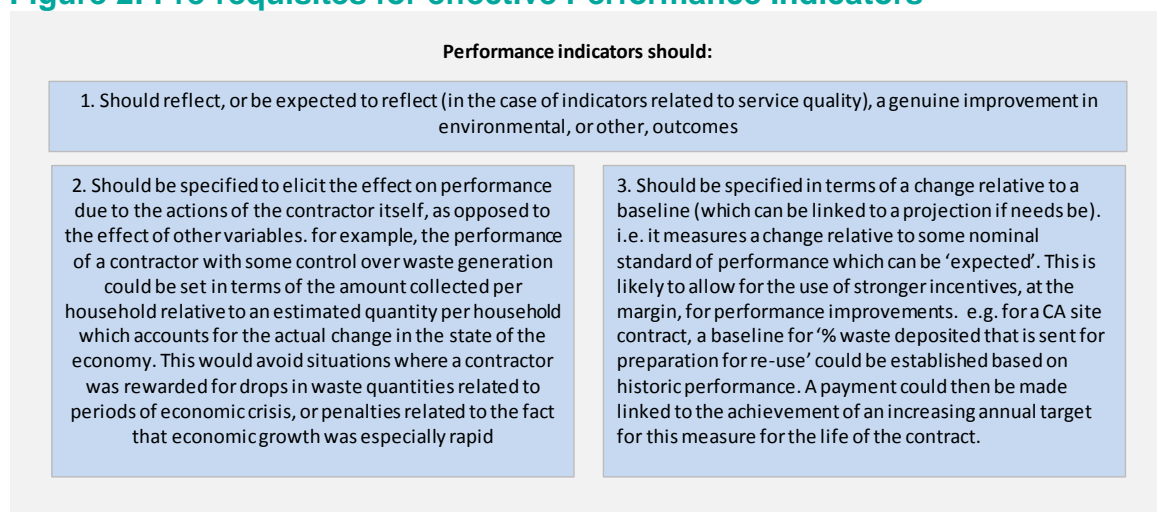 Figure 2: Pre-requisites for effective Performance Indicators
Performance indicators should:
1. Should reflect, or be expected to reflect (in the case of indicators related to service quality), a genuine improvement in
environmental, or other, outcomes
2. Should be specified to elicit the effect on performance
due to the actions of the contractor itself, as opposed to
the effect of other variables. for example, the performance
of a contractor with some control over waste generation
could be set in terms of the amount collected per
household relative to an estimated quantity per household
which accounts for the actual change in the state of the
economy. This would avoid situations where a contractor
was rewarded for drops in waste quantities related to
periods of economic crisis, or penalties related to the fact
that economic growth was especially rapid
3. Should be specified in terms of a change relative to a
baseline (which can be linked to a projection if needs be).
i.e. it measures a change relative to some nominal
standard of performance which can be ‘expected’. This is
likely to allow for the use of stronger incentives, at the
margin, for performance improvements. e.g. for a CA site
contract, a baseline for ‘% waste deposited that is sent for
preparation for re-use’ could be established based on
historic performance. A payment could then be made
linked to the achievement of an increasing annual target
for this measure for the life of the contract.